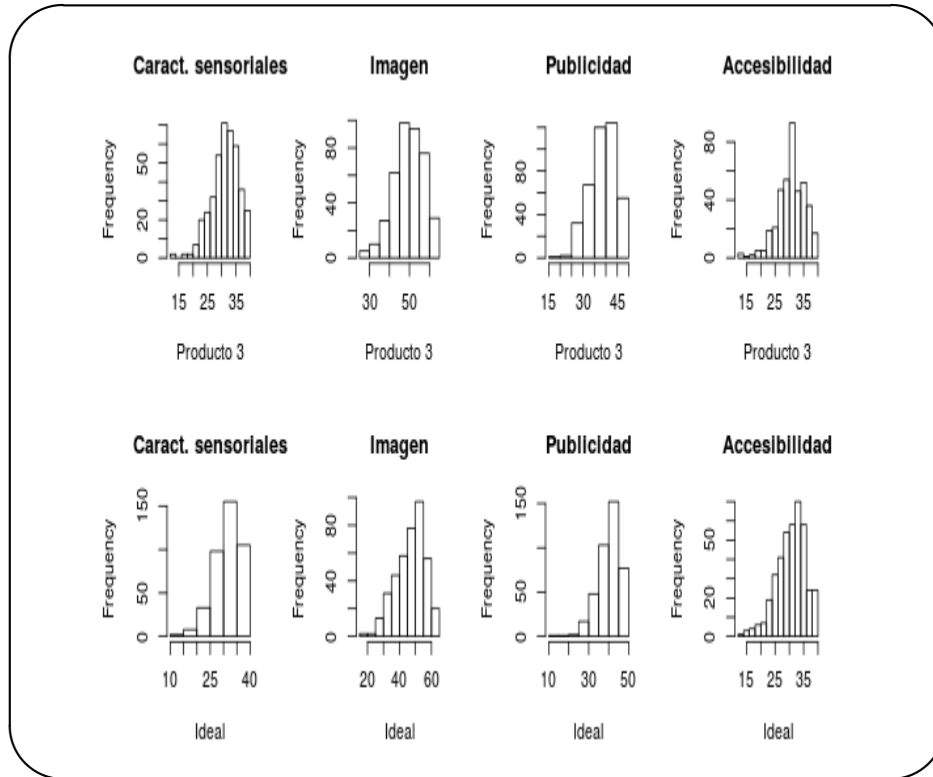 Caract. sensoriales
Imagen
Publicidad
Accesibilidad
Frequency
0 20 50
15 25 35
Producto 3
Frequency
0 40 80
30 50
Producto 3
Frequency
0 40 80
15 30 45
Producto 3
Frequency
0 40 80
15 25 35
Producto 3
Caract. sensoriales
Imagen
Publicidad
Accesibilidad
Frequency
0 50 150
10 25 40
Ideal
Frequency
0 40 80
20 40 60
Ideal
Frequency
0 50 150
10 30 50
Ideal
Frequency
0 20 50
15 25 35
Ideal